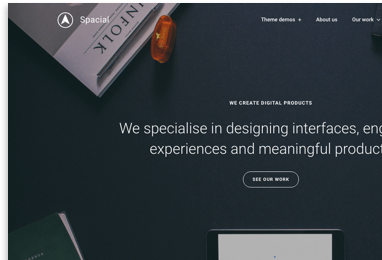 Spacial
Theme demos +
About us
Our work
INFOLK
WE CREATE DIGITAL PRODUCTS
We specialise in designing interfaces, eng
experiences and meaningful product
SEE OUR WORK